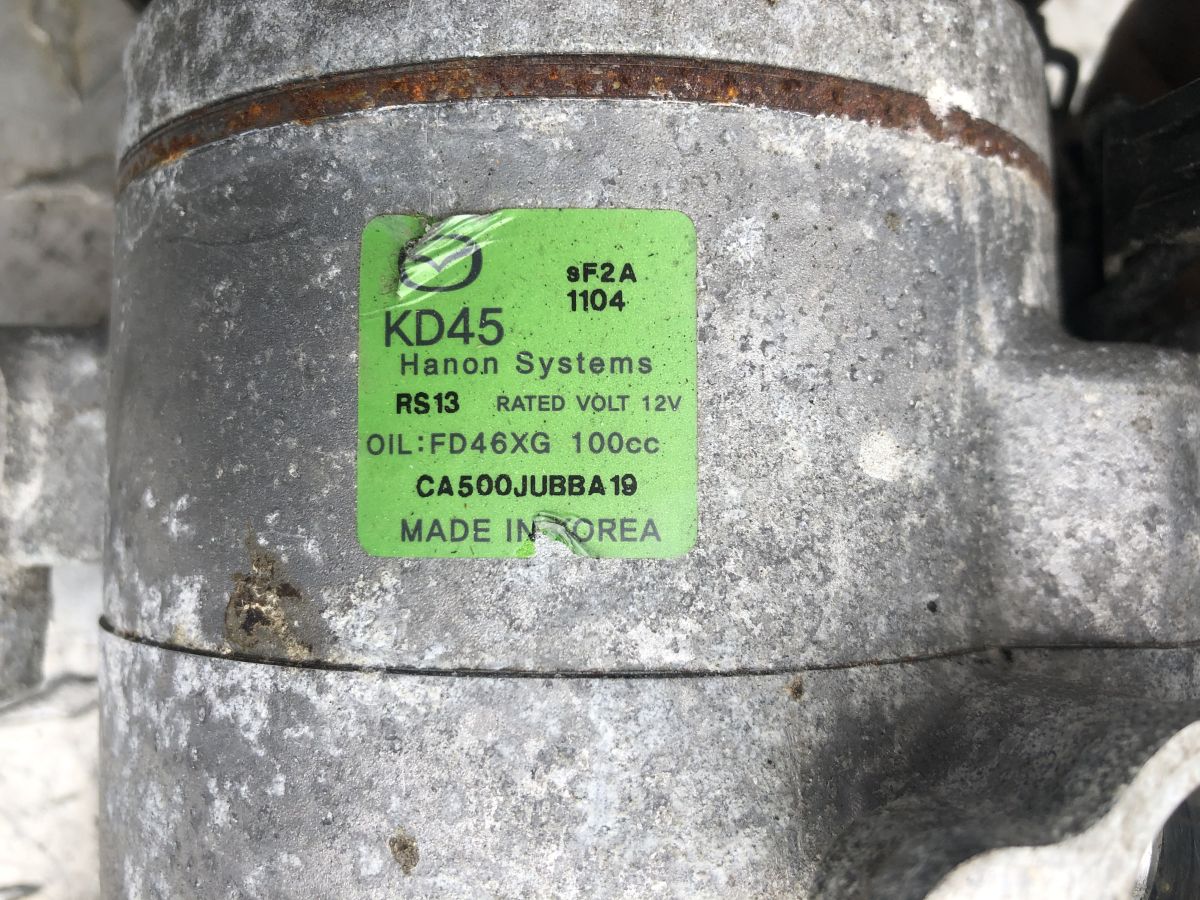 sF2A
1104
KD45
Hanon Systems
RS13 RATED VOLT 12V
OIL:FD46XG 100cc
CA500JUBBA19
MADE IN KOREA